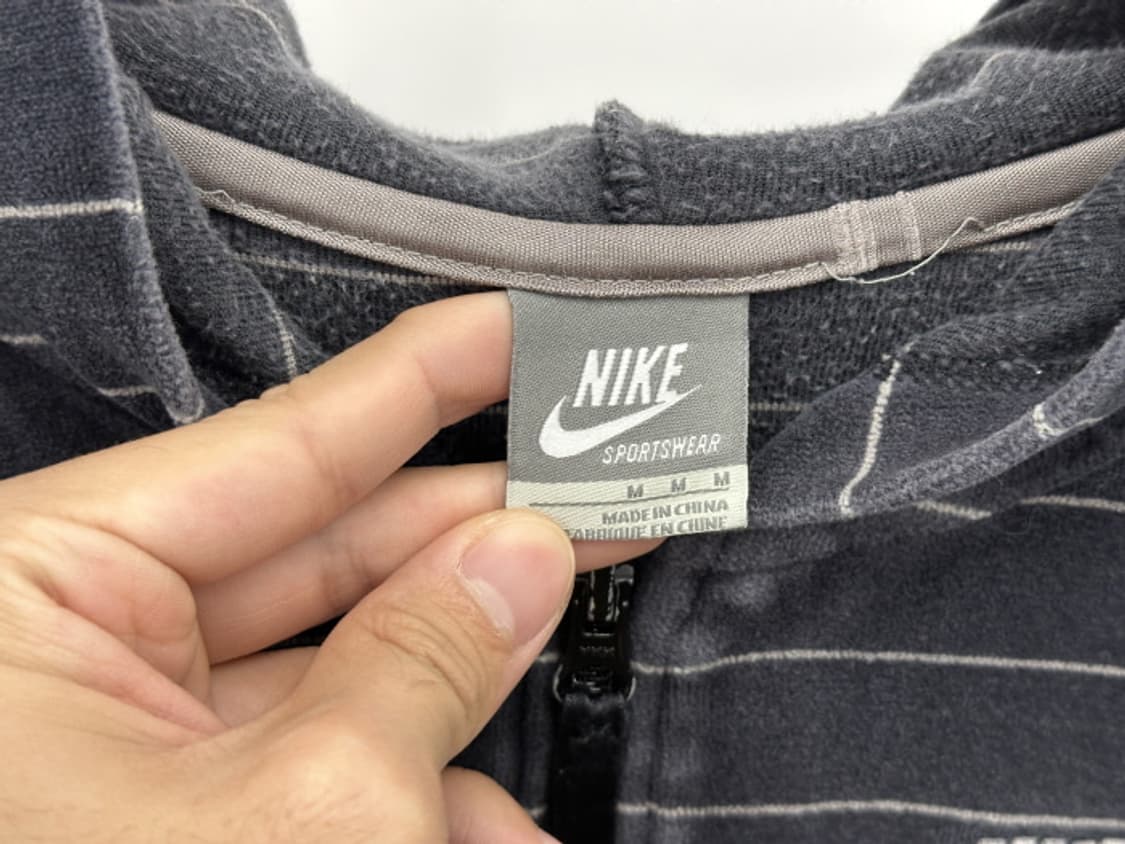 NIKE
SPORTSWEAR
M M M
MADE IN CHINA
FABRIQUE EN CHINE